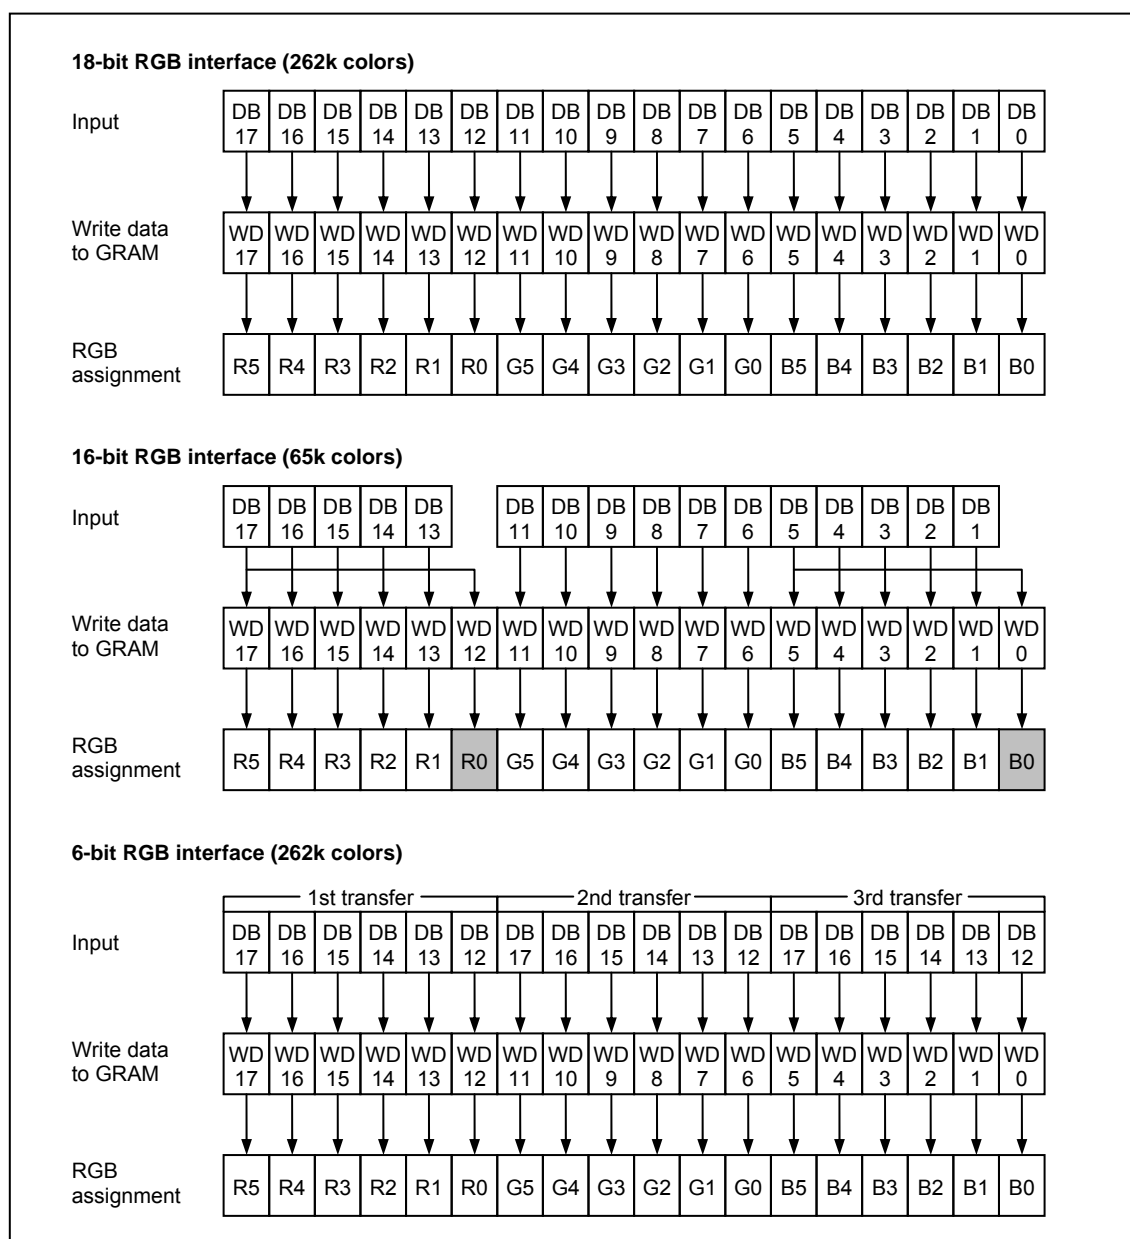 18-bit RGB interface (262k colors)
Input DB 17 DB 16 DB 15 DB 14 DB 13 DB 12 DB 11 DB 10 DB 9 DB 8 DB 7 DB 6 DB 5 DB 4 DB 3 DB 2 DB 1 DB 0
Write data to GRAM WD 17 WD 16 WD 15 WD 14 WD 13 WD 12 WD 11 WD 10 WD 9 WD 8 WD 7 WD 6 WD 5 WD 4 WD 3 WD 2 WD 1 WD 0
RGB assignment R5 R4 R3 R2 R1 R0 G5 G4 G3 G2 G1 G0 B5 B4 B3 B2 B1 B0
16-bit RGB interface (65k colors)
Input DB 17 DB 16 DB 15 DB 14 DB 13 DB 11 DB 10 DB 9 DB 8 DB 7 DB 6 DB 5 DB 4 DB 3 DB 2 DB 1
Write data to GRAM WD 17 WD 16 WD 15 WD 14 WD 13 WD 12 WD 11 WD 10 WD 9 WD 8 WD 7 WD 6 WD 5 WD 4 WD 3 WD 2 WD 1 WD 0
RGB assignment R5 R4 R3 R2 R1 R0 G5 G4 G3 G2 G1 G0 B5 B4 B3 B2 B1 B0
6-bit RGB interface (262k colors)
1st transfer 2nd transfer 3rd transfer
Input DB 17 DB 16 DB 15 DB 14 DB 13 DB 12 DB 17 DB 16 DB 15 DB 14 DB 13 DB 12 DB 17 DB 16 DB 15 DB 14 DB 13 DB 12
Write data to GRAM WD 17 WD 16 WD 15 WD 14 WD 13 WD 12 WD 11 WD 10 WD 9 WD 8 WD 7 WD 6 WD 5 WD 4 WD 3 WD 2 WD 1 WD 0
RGB assignment R5 R4 R3 R2 R1 R0 G5 G4 G3 G2 G1 G0 B5 B4 B3 B2 B1 B0